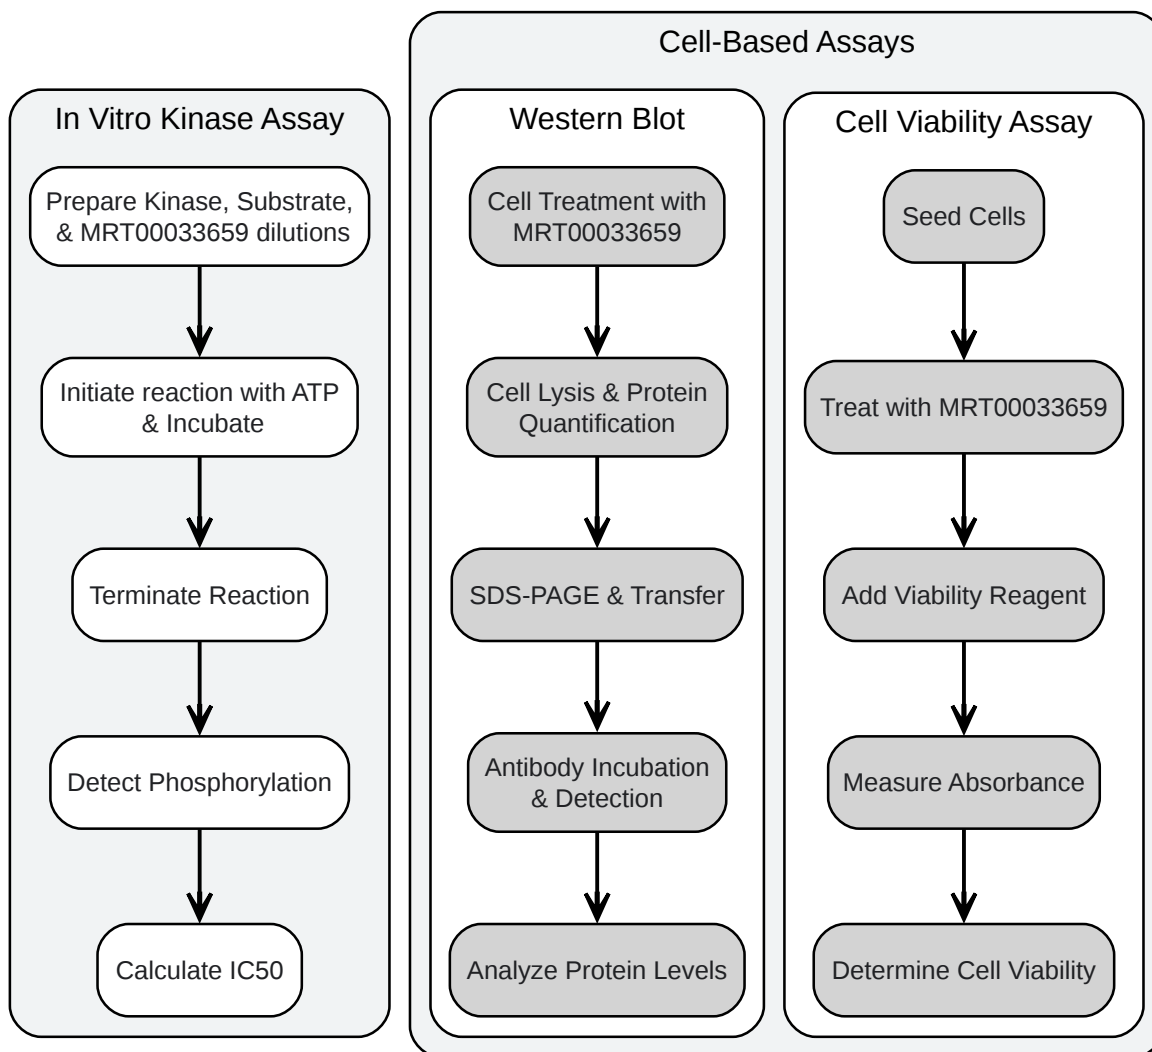 Cell-Based Assays
In Vitro Kinase Assay
Prepare Kinase, Substrate,
& MRT00033659 dilutions
Initiate reaction with ATP
& Incubate
Terminate Reaction
Detect Phosphorylation
Calculate IC50
Western Blot
Cell Treatment with
MRT00033659
Cell Lysis & Protein
Quantification
SDS-PAGE & Transfer
Antibody Incubation
& Detection
Analyze Protein Levels
Cell Viability Assay
Seed Cells
Treat with MRT00033659
Add Viability Reagent
Measure Absorbance
Determine Cell Viability